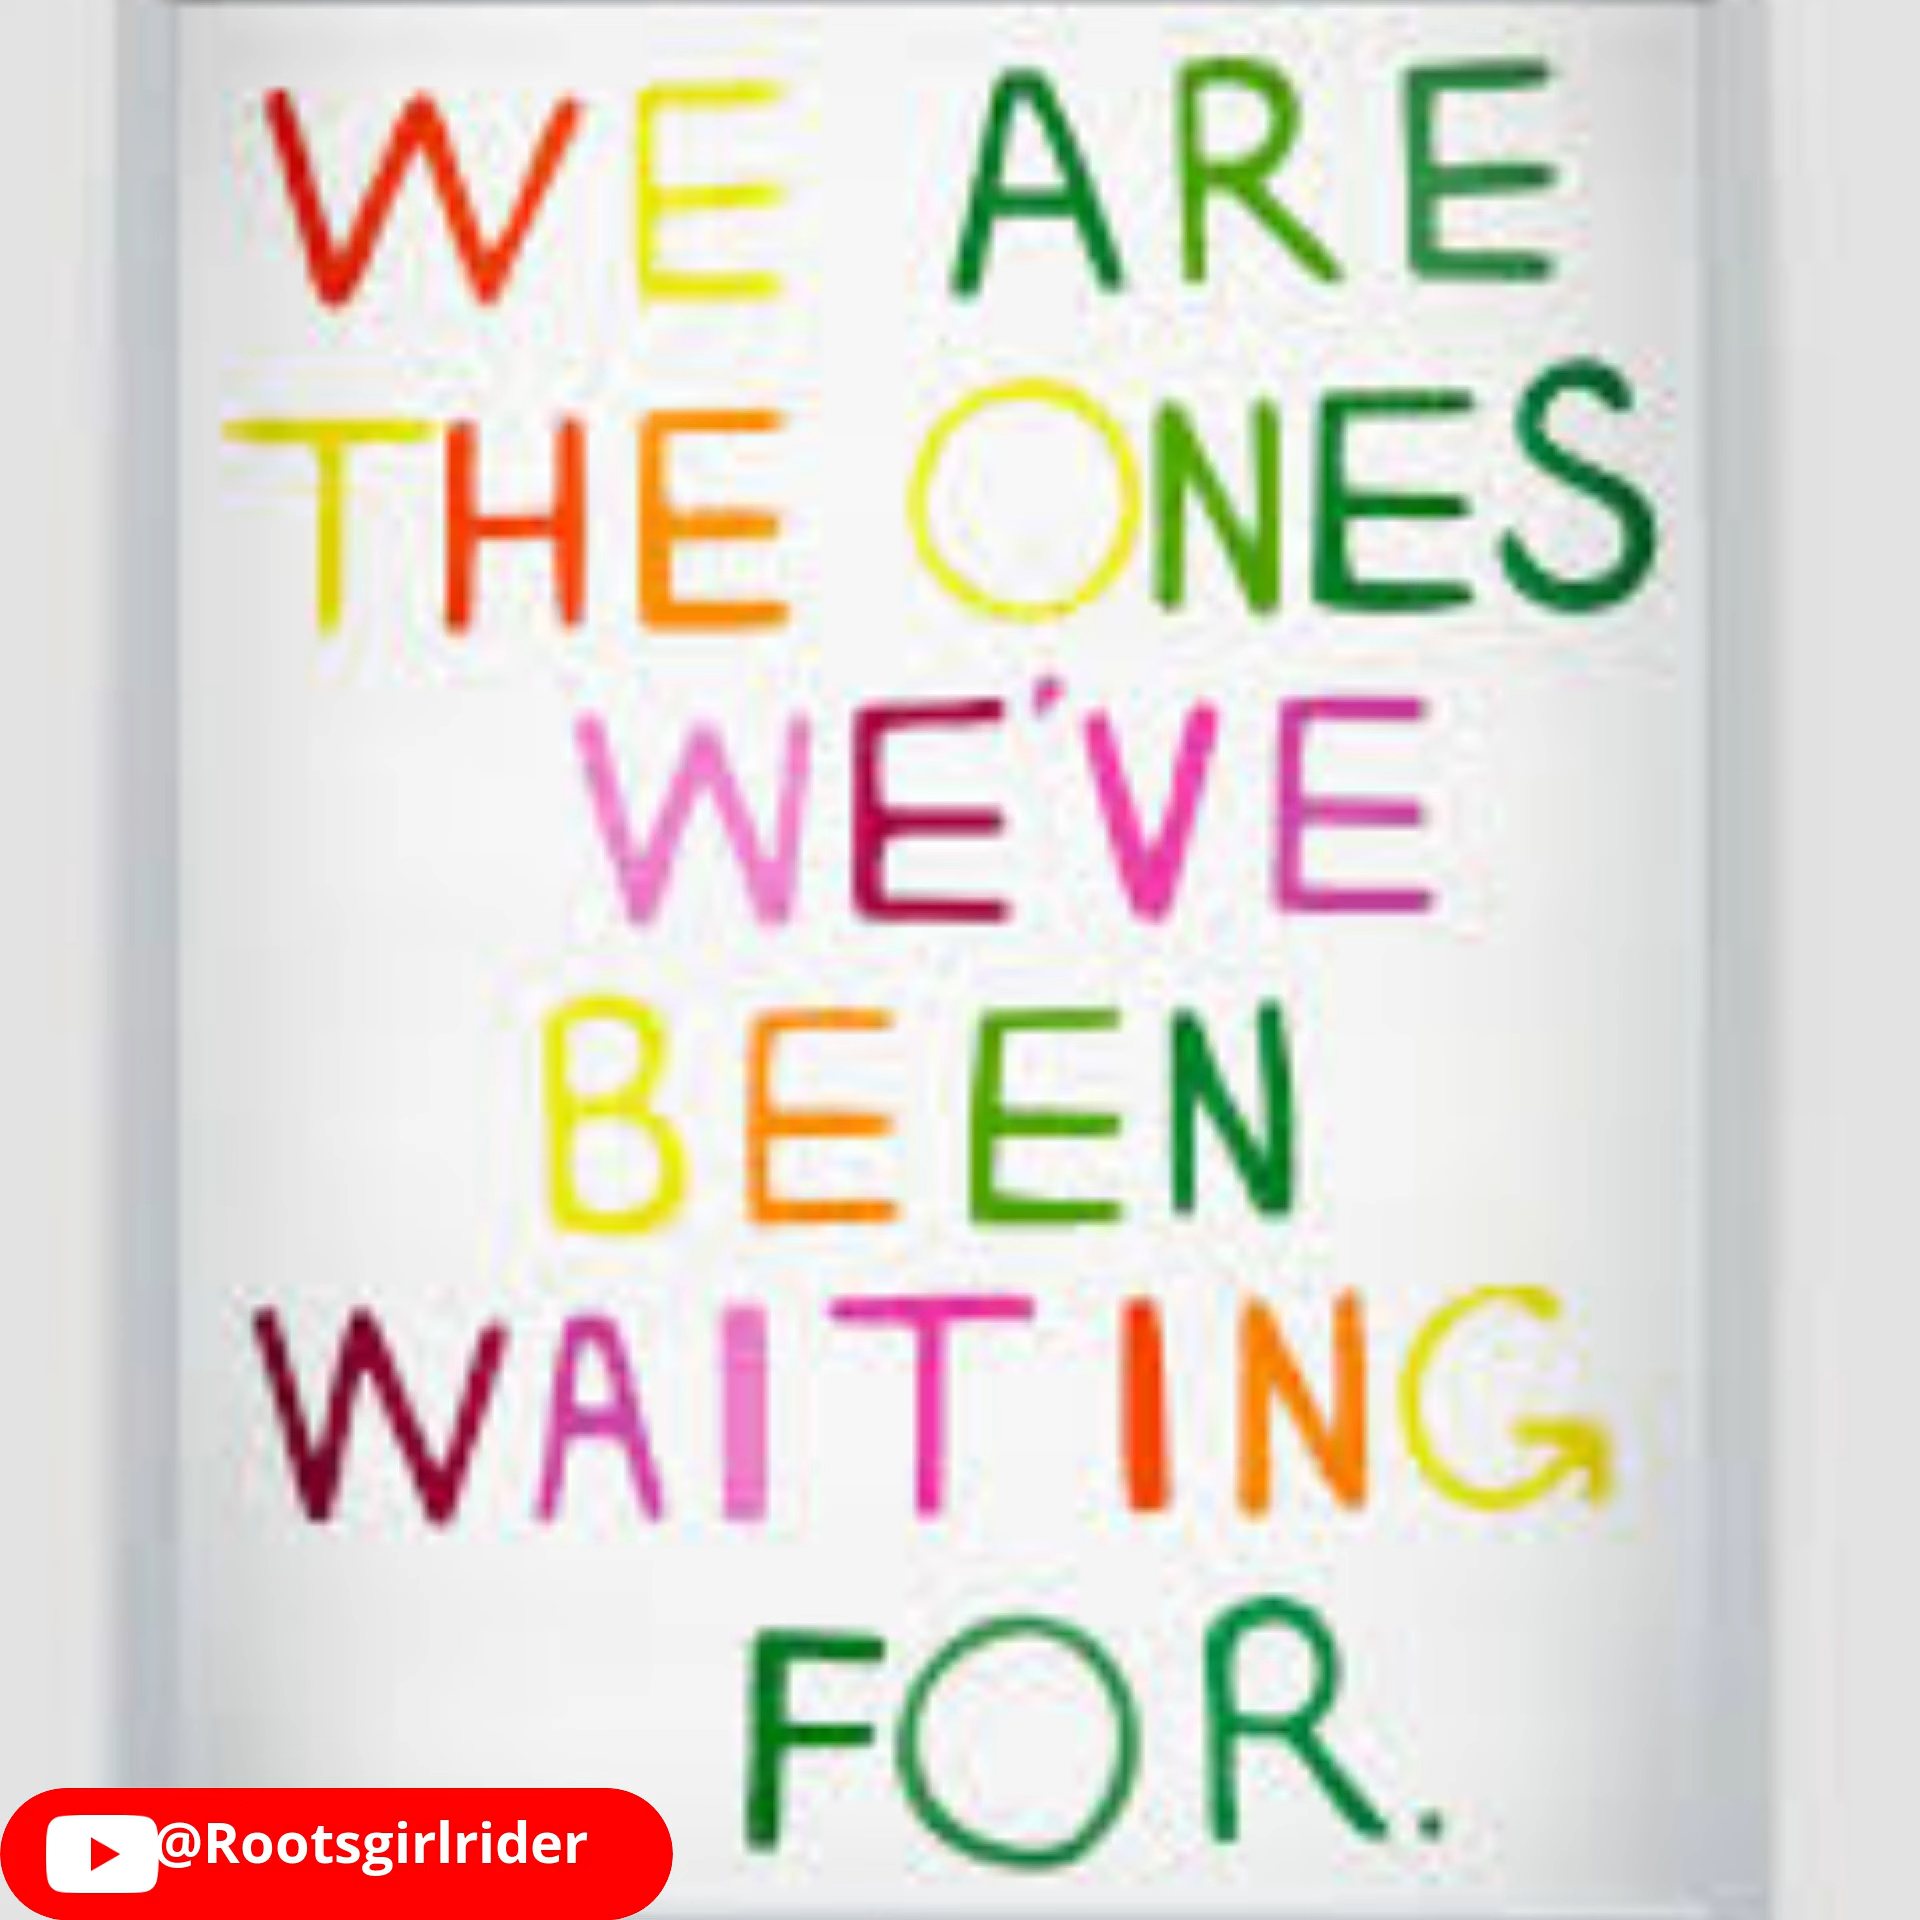 WE ARE
THE ONES
WE'VE
BEEN
WAITING
FOR.
@Rootsgirlrider